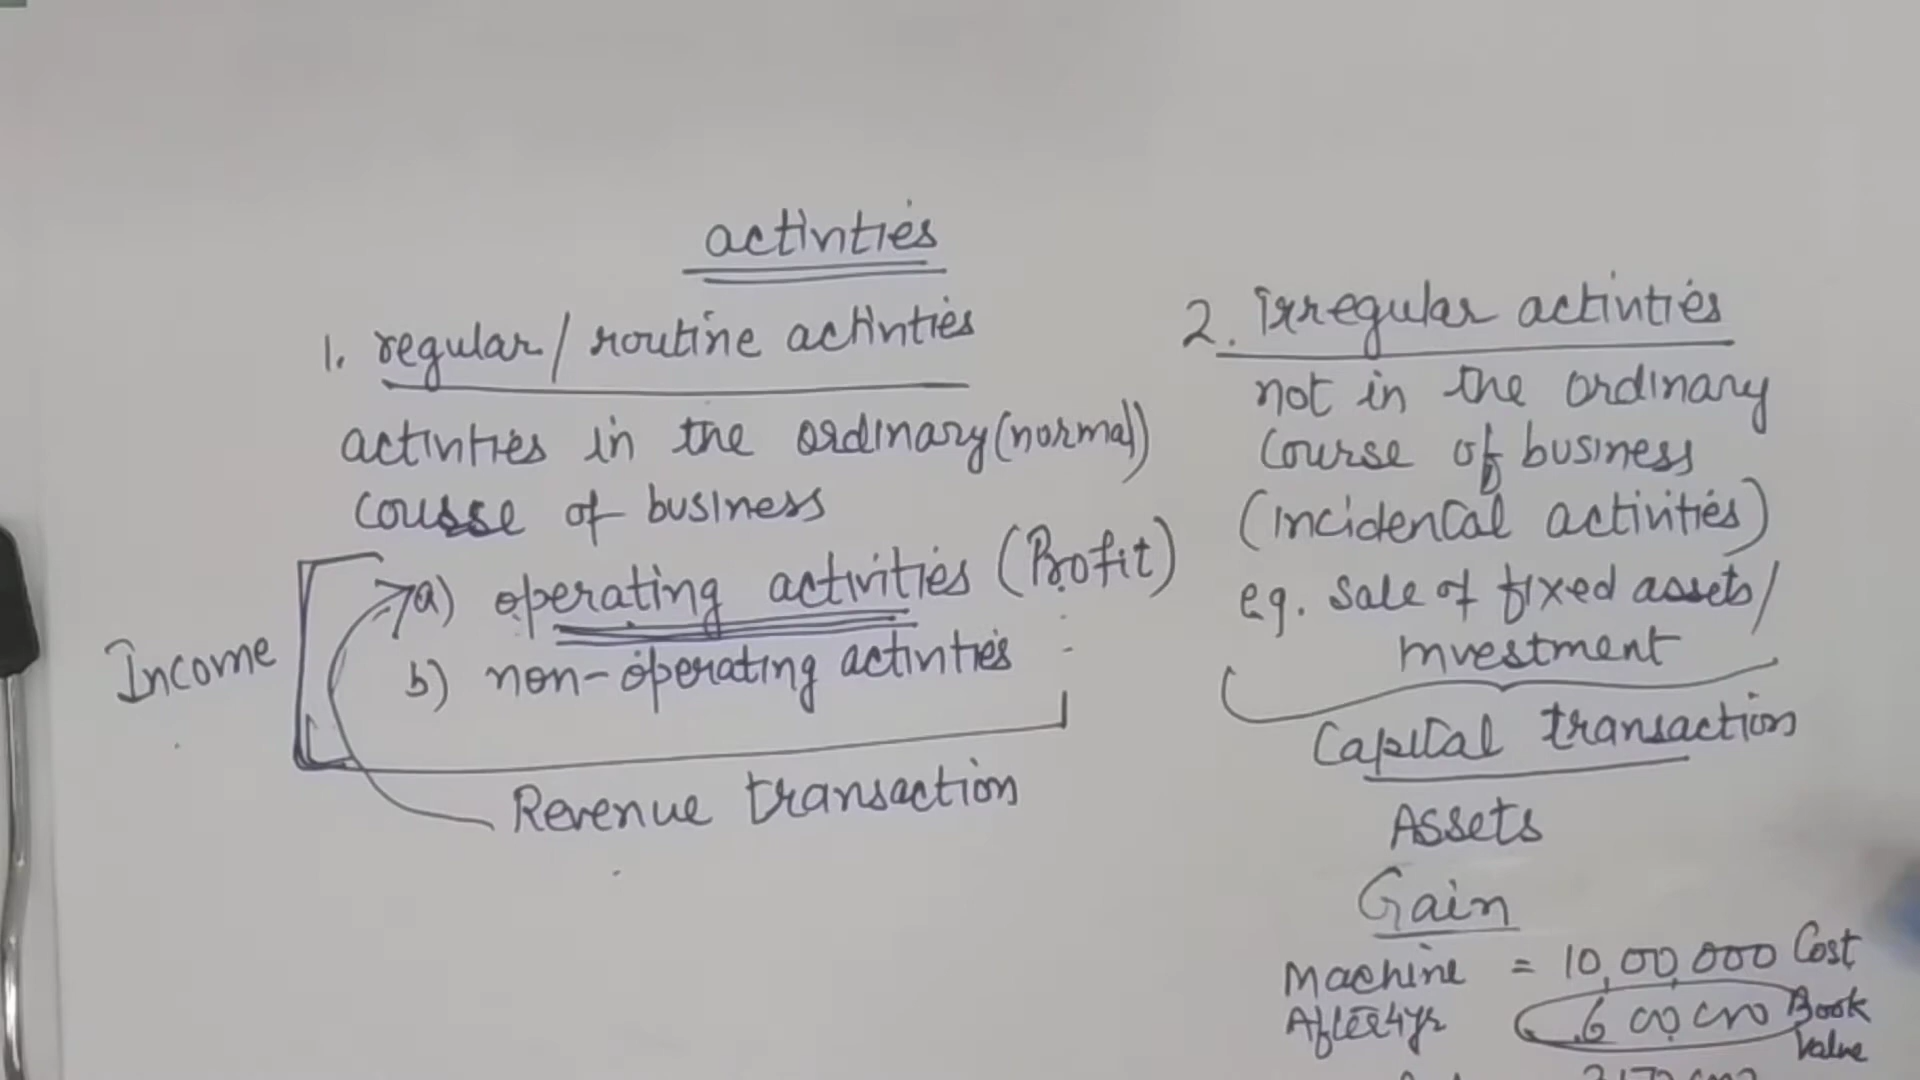 activities
1. regular/routine activities
activities in the ordinary (normal)
course of business
a) operating activities (Profit)
b) non-operating activities
Income
Revenue transaction
2. irregular activities
not in the ordinary
course of business
(incidental activities)
e.g. sale of fixed assets/
investment
Capital transaction
Assets
Gain
Machine = 10,00,000 Cost
After 4 yr 6,00,000 Book
Value